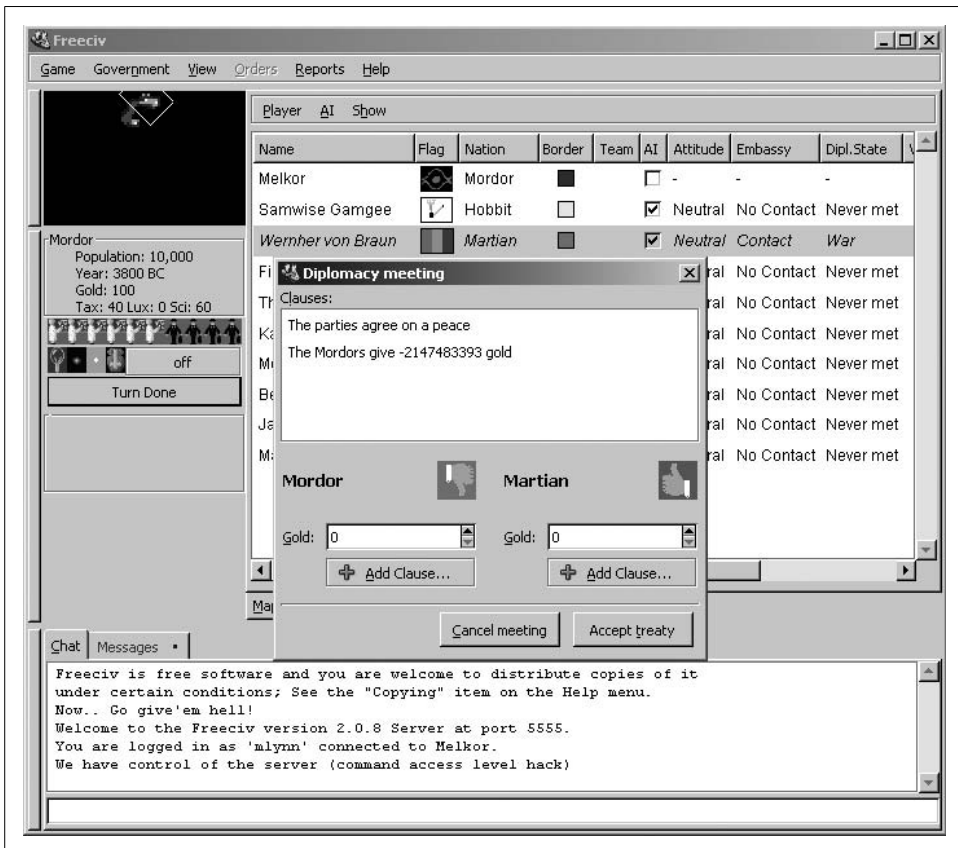 Freeciv
Game Government View Orders Reports Help
Player AI Show
Name Flag Nation Border Team AI Attitude Embassy Dipl.State
Melkor Mordor - - -
Samwise Gamgee Hobbit Neutral No Contact Never met
Wernher von Braun Martian Neutral Contact War
Mordor
Population: 10,000
Year: 3800 BC
Gold: 100
Tax: 40 Lux: 0 Sci: 60
off
Turn Done
Fi ral No Contact Never met
Th ral No Contact Never met
Ka ral No Contact Never met
Mu ral No Contact Never met
Be ral No Contact Never met
Ja ral No Contact Never met
Ma ral No Contact Never met
Diplomacy meeting
Clauses:
The parties agree on a peace
The Mordors give -2147483393 gold
Mordor Martian
Gold: 0 Gold: 0
Add Clause... Add Clause...
Cancel meeting Accept treaty
Map
Chat Messages •
Freeciv is free software and you are welcome to distribute copies of it
under certain conditions; See the "Copying" item on the Help menu.
Now.. Go give'em hell!
Welcome to the Freeciv version 2.0.8 Server at port 5555.
You are logged in as 'mlynn' connected to Melkor.
We have control of the server (command access level hack)